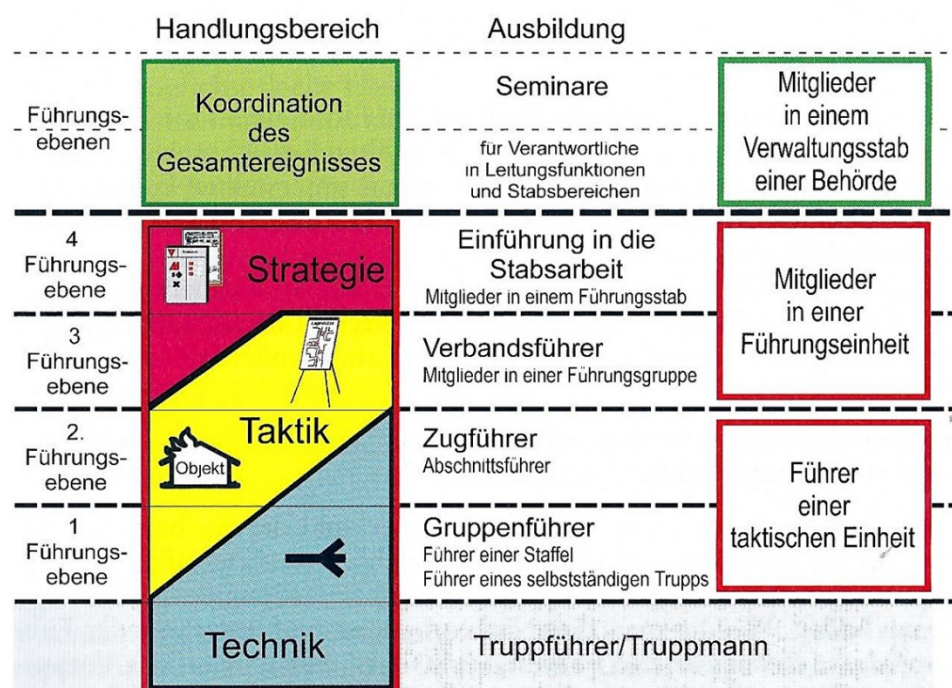 Handlungsbereich
Ausbildung
Führungs-
ebenen
Koordination
des
Gesamtereignisses
Seminare
für Verantwortliche
in Leitungsfunktionen
und Stabsbereichen
Mitglieder
in einem
Verwaltungsstab
einer Behörde
4
Führungs-
ebene
Strategie
Einführung in die
Stabsarbeit
Mitglieder in einem Führungsstab
Mitglieder
in einer
Führungseinheit
3
Führungs-
ebene
Verbandsführer
Mitglieder in einer Führungsgruppe
2.
Führungs-
ebene
Taktik
Objekt
Zugführer
Abschnittsführer
Führer
einer
taktischen Einheit
1
Führungs-
ebene
Gruppenführer
Führer einer Staffel
Führer eines selbstständigen Trupps
Technik
Truppführer/Truppmann